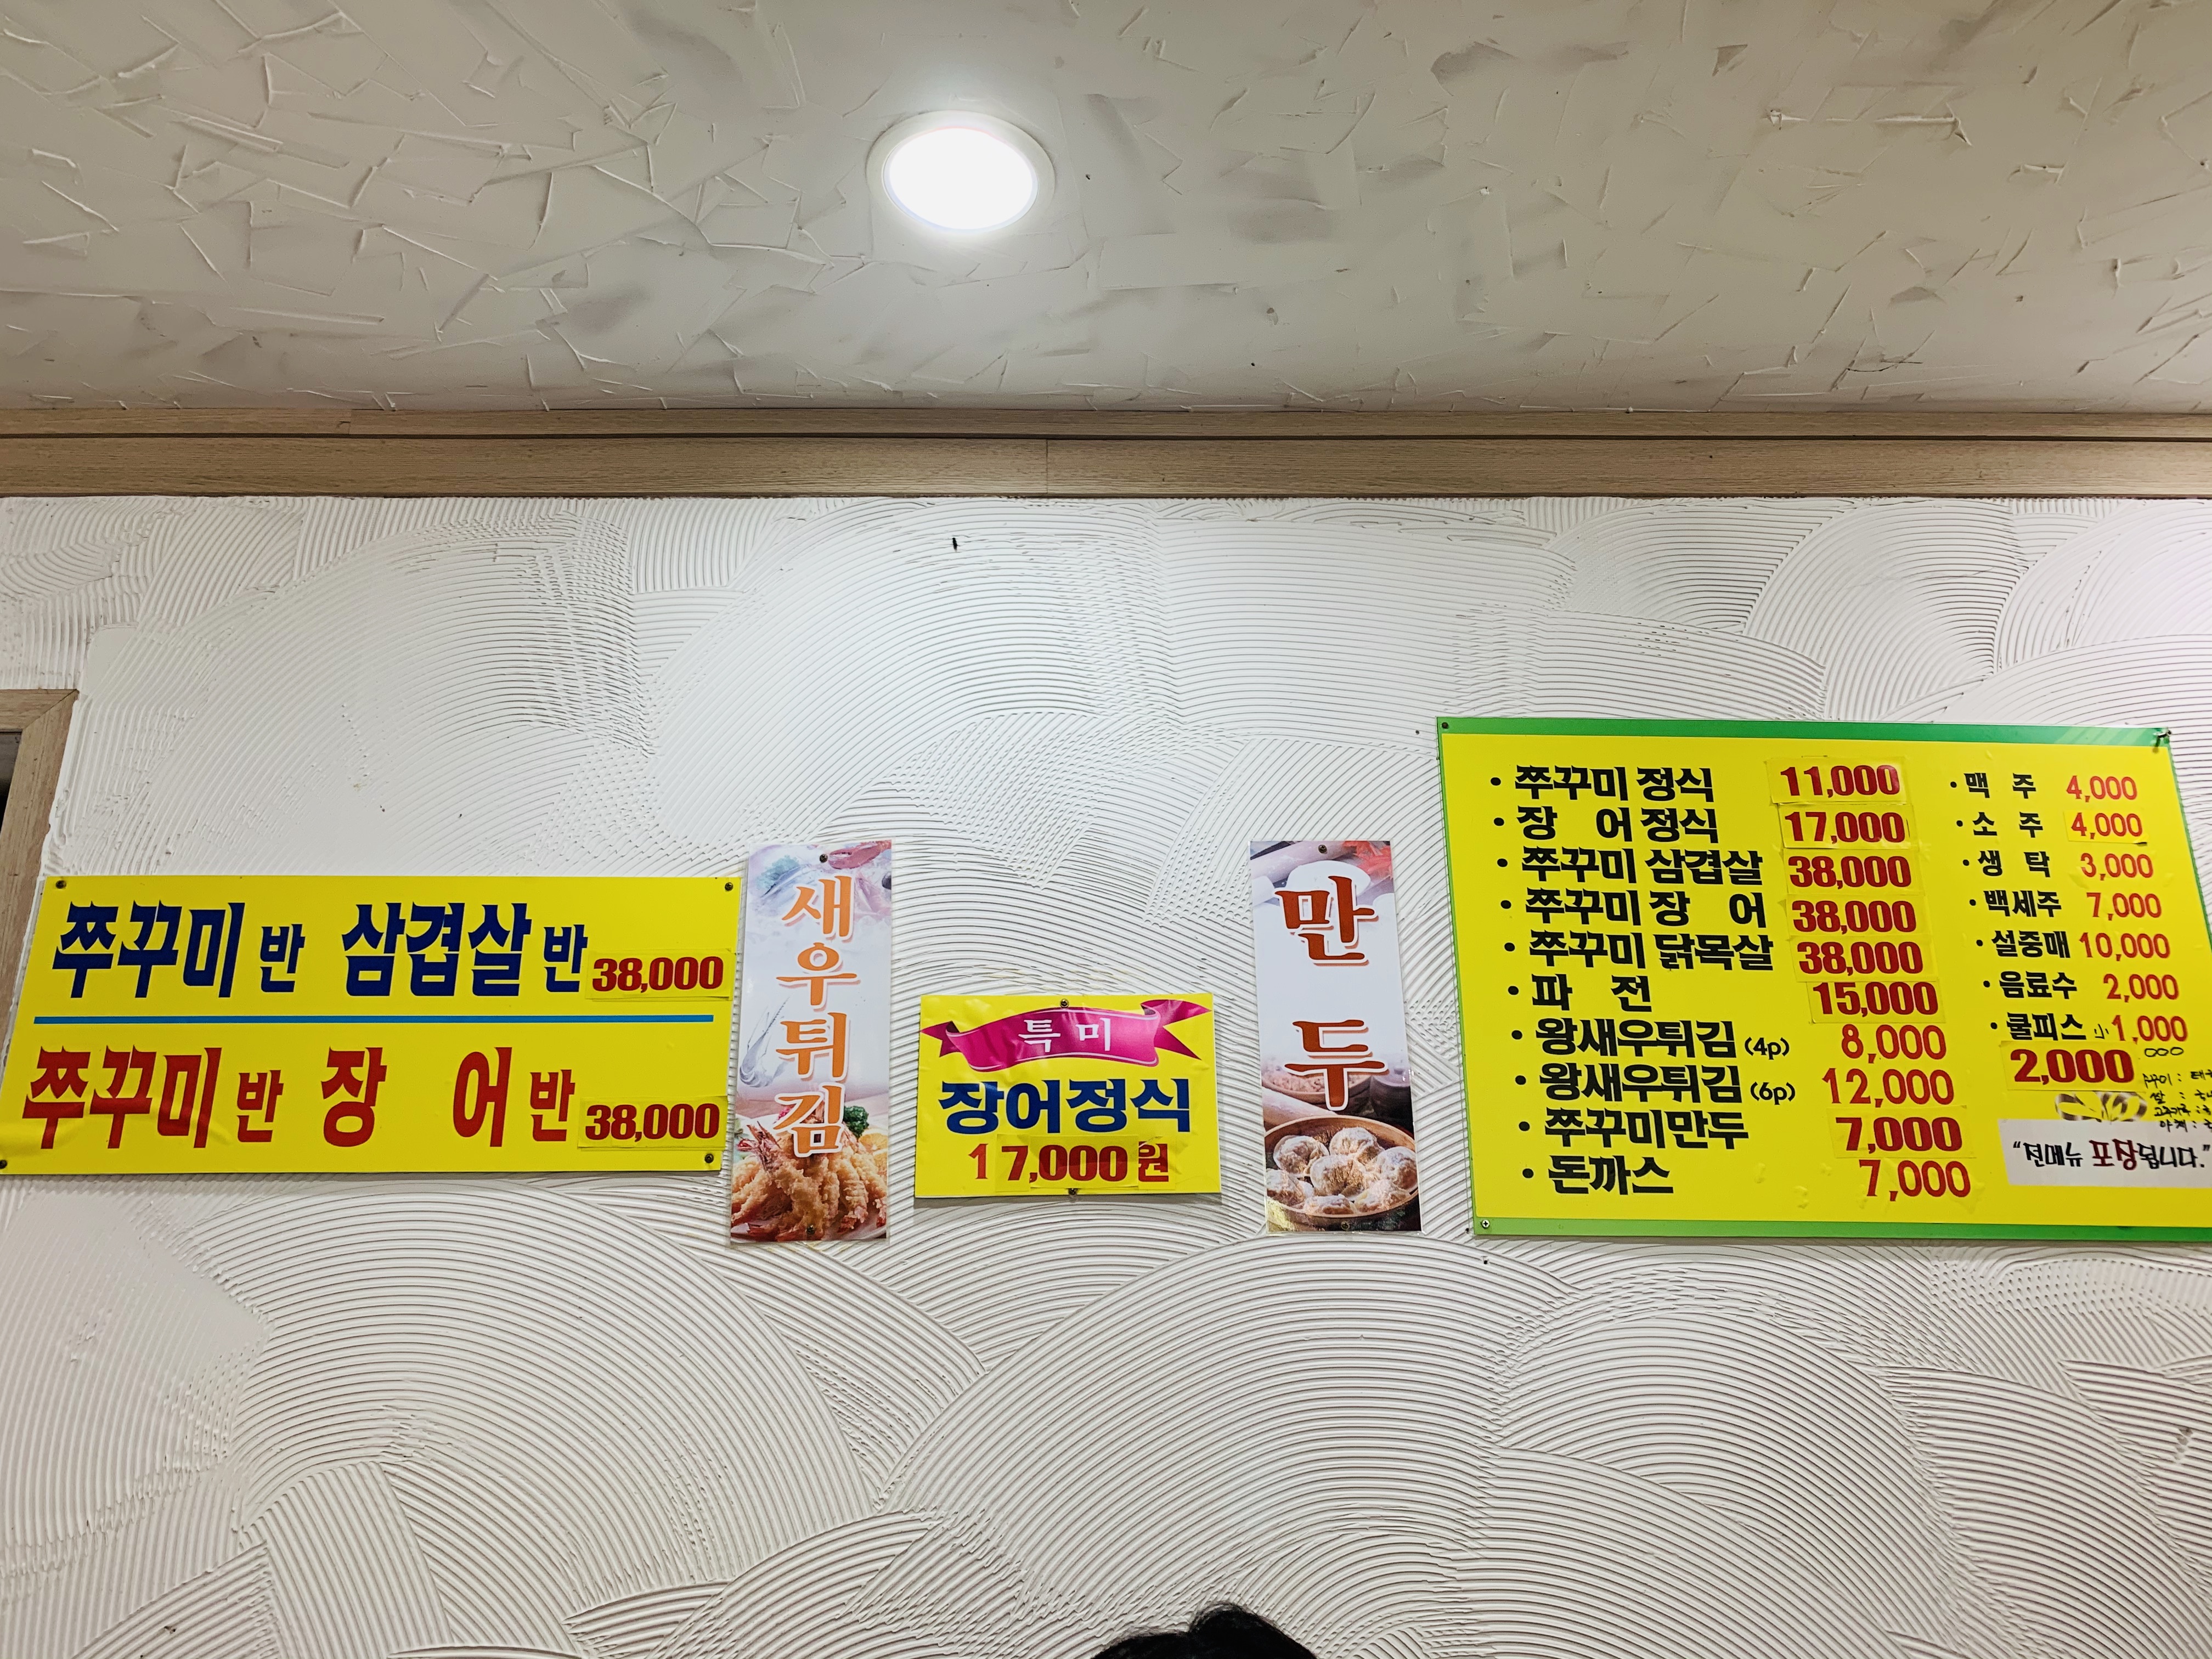 쭈꾸미 반 삼겹살 반 38,000
쭈꾸미 반 장 어 반 38,000
새우튀김
특미
장어정식
17,000원
만두
· 쭈꾸미 정식 11,000
· 장 어 정식 17,000
· 쭈꾸미 삼겹살 38,000
· 쭈꾸미 장 어 38,000
· 쭈꾸미 닭목살 38,000
· 파 전 15,000
· 왕새우튀김 (4p) 8,000
· 왕새우튀김 (6p) 12,000
· 쭈꾸미만두 7,000
· 돈까스 7,000
· 맥 주 4,000
· 소 주 4,000
· 생 탁 3,000
· 백세주 7,000
· 설중매 10,000
· 음료수 2,000
· 쿨피스 小 1,000
2,000
"전메뉴 포장됩니다."